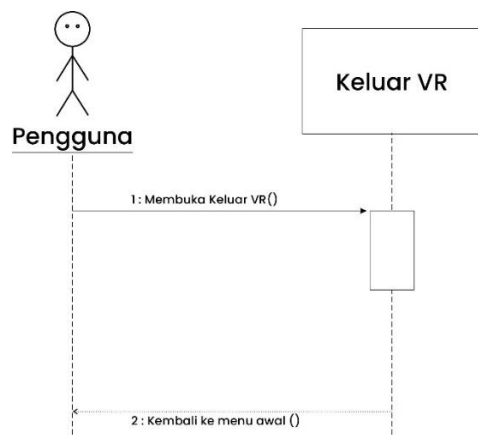 Keluar VR
Pengguna
1 : Membuka Keluar VR()
2 : Kembali ke menu awal ()